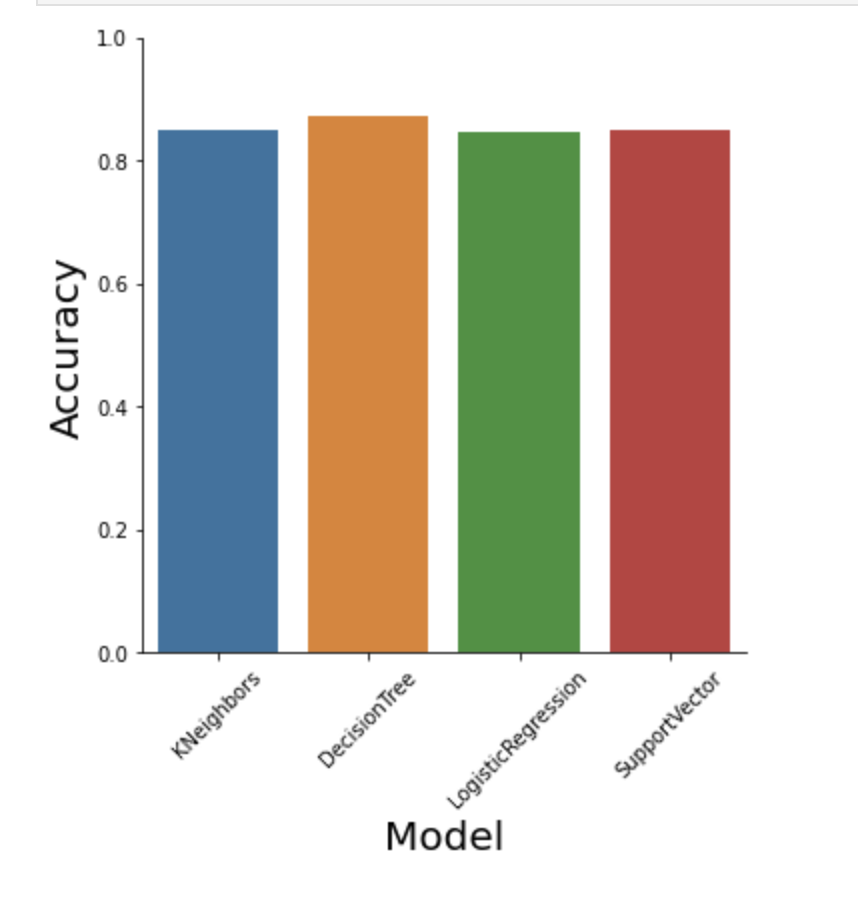 1.0
0.8
0.6
0.4
0.2
0.0
Accuracy
KNeighbors
DecisionTree
LogisticRegression
SupportVector
Model